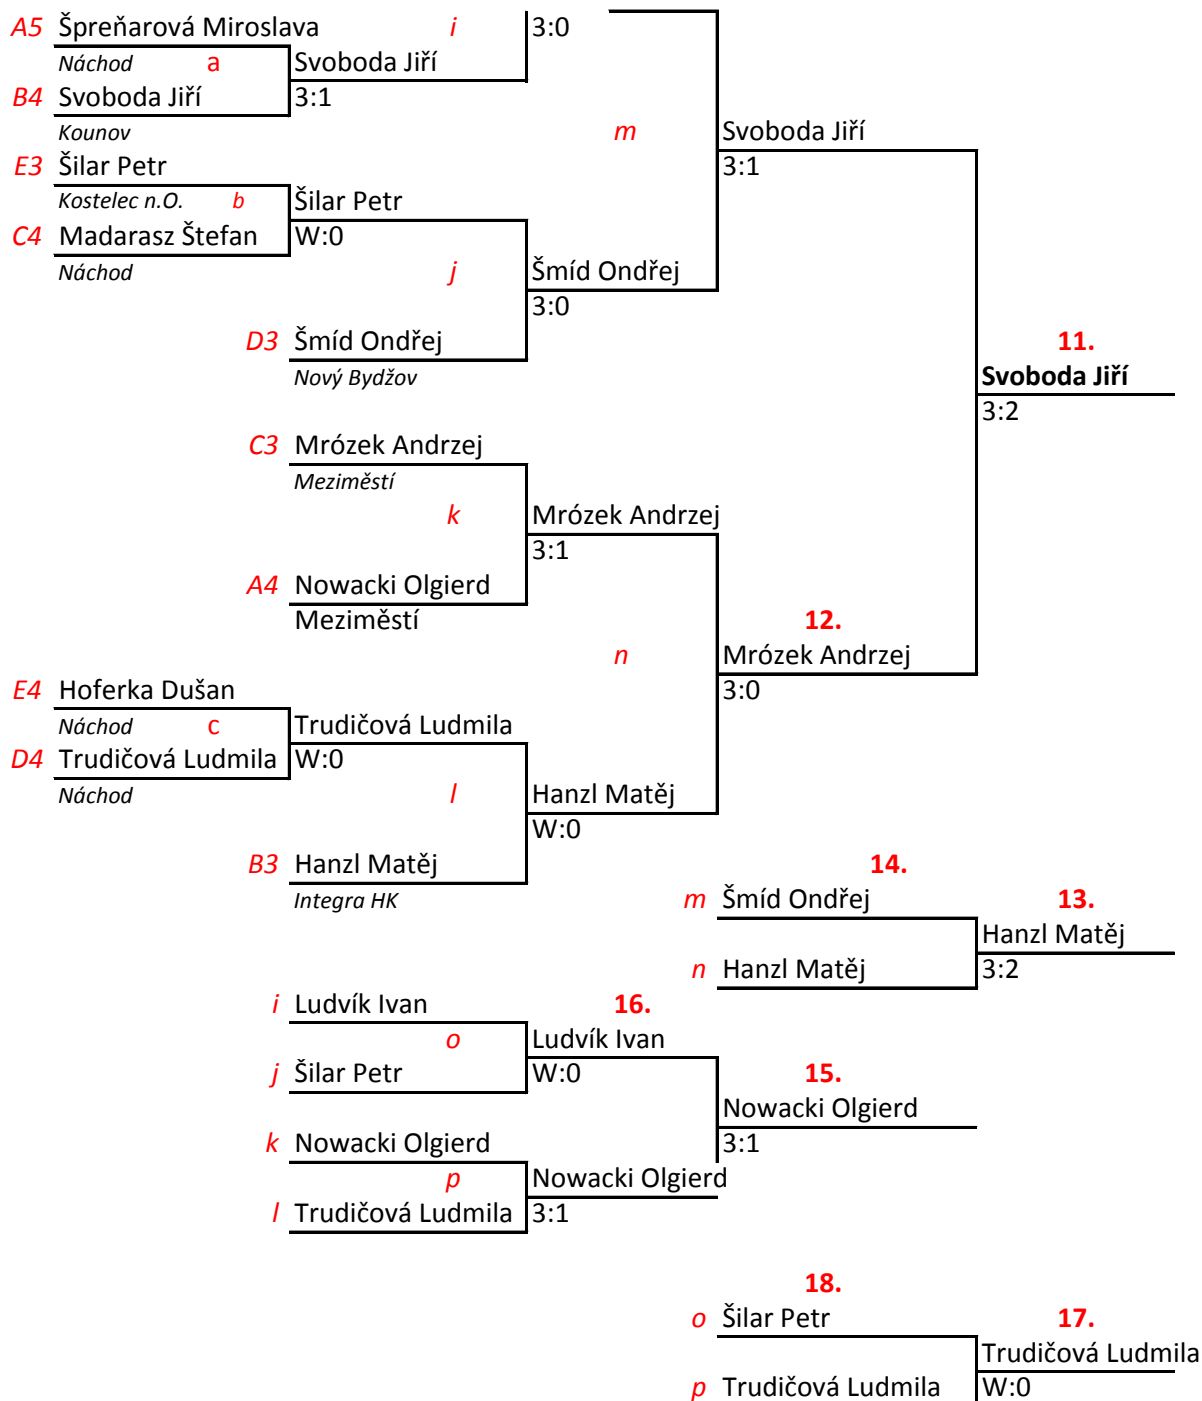 A5 Špreňarová Miroslava i 3:0
Náchod a Svoboda Jiří
B4 Svoboda Jiří 3:1
Kounov m Svoboda Jiří
E3 Šilar Petr 3:1
Kostelec n.O. b Šilar Petr
C4 Madarasz Štefan W:0
Náchod j Šmíd Ondřej
3:0
D3 Šmíd Ondřej 11.
Nový Bydžov Svoboda Jiří
3:2
C3 Mrózek Andrzej
Meziměstí
k Mrózek Andrzej
3:1
A4 Nowacki Olgierd
Meziměstí 12.
n Mrózek Andrzej
E4 Hoferka Dušan 3:0
Náchod c Trudičová Ludmila
D4 Trudičová Ludmila W:0
Náchod l Hanzl Matěj
W:0
B3 Hanzl Matěj 14.
Integra HK m Šmíd Ondřej 13.
Hanzl Matěj
n Hanzl Matěj 3:2
i Ludvík Ivan 16.
o Ludvík Ivan
j Šilar Petr W:0 15.
Nowacki Olgierd
k Nowacki Olgierd 3:1
p Nowacki Olgierd
l Trudičová Ludmila 3:1
18.
o Šilar Petr 17.
Trudičová Ludmila
p Trudičová Ludmila W:0